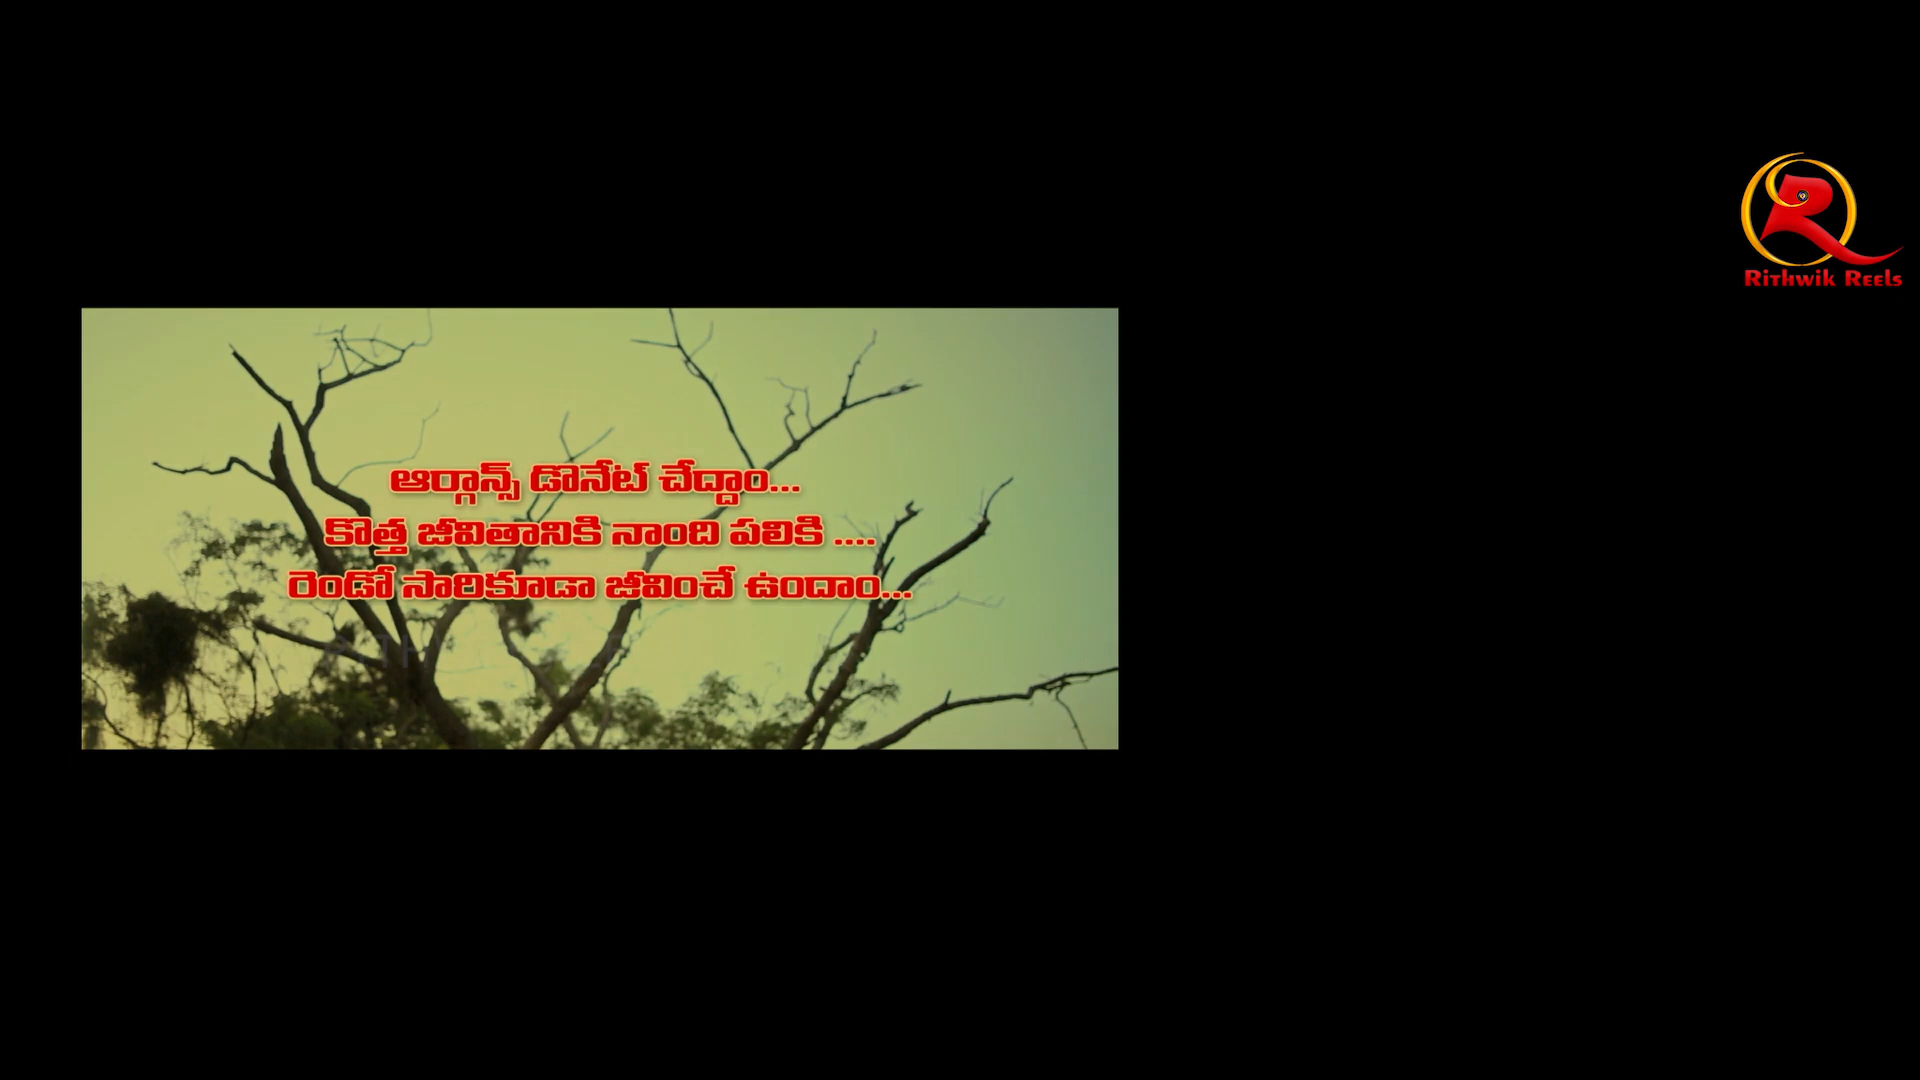 ఆర్గాన్స్ డొనేట్ చేద్దాం...
కొత్త జీవితానికి నాంది పలికి ....
రెండో సారికూడా జీవించే ఉందాం...
Rithwik Reels